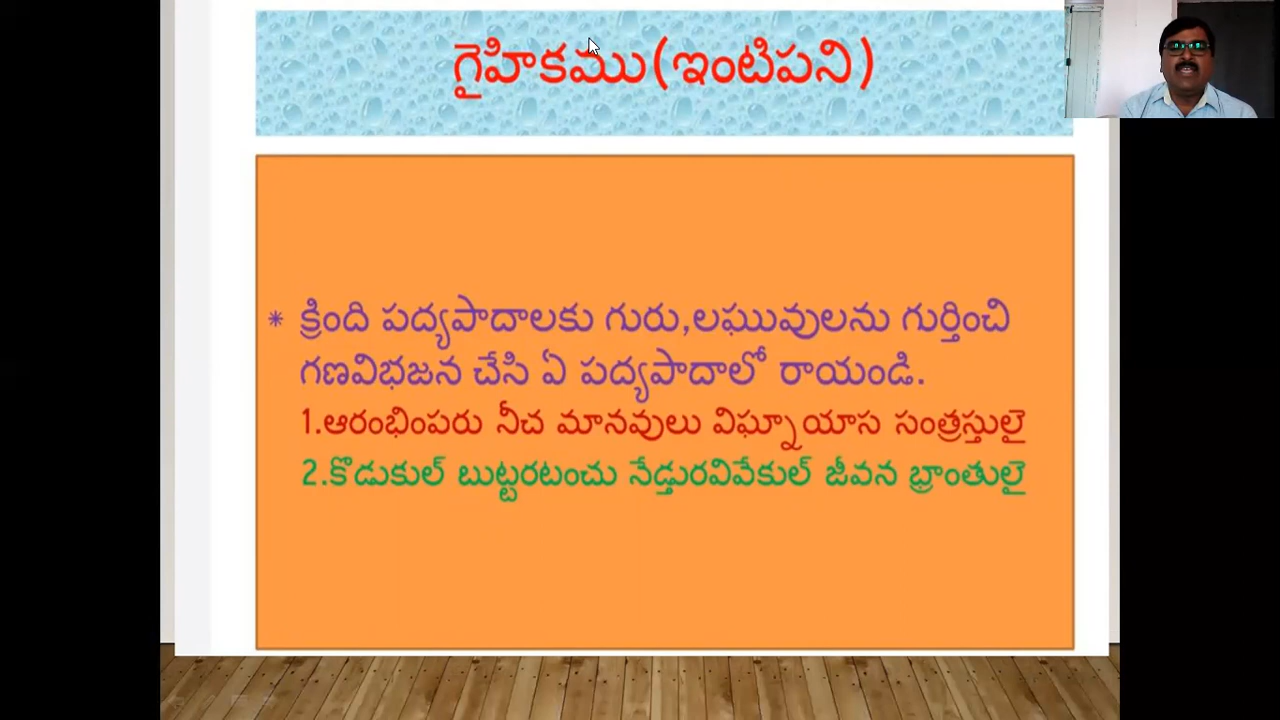 గైహికము(ఇంటిపని)
* క్రింది పద్యపాదాలకు గురు,లఘువులను గుర్తించి
గణవిభజన చేసి ఏ పద్యపాదాలో రాయండి.
1.ఆరంభింపరు నీచ మానవులు విఘ్నాయాస సంత్రస్తులై
2.కొడుకుల్ బుట్టరటంచు నేడ్తురవివేకుల్ జీవన భ్రాంతులై